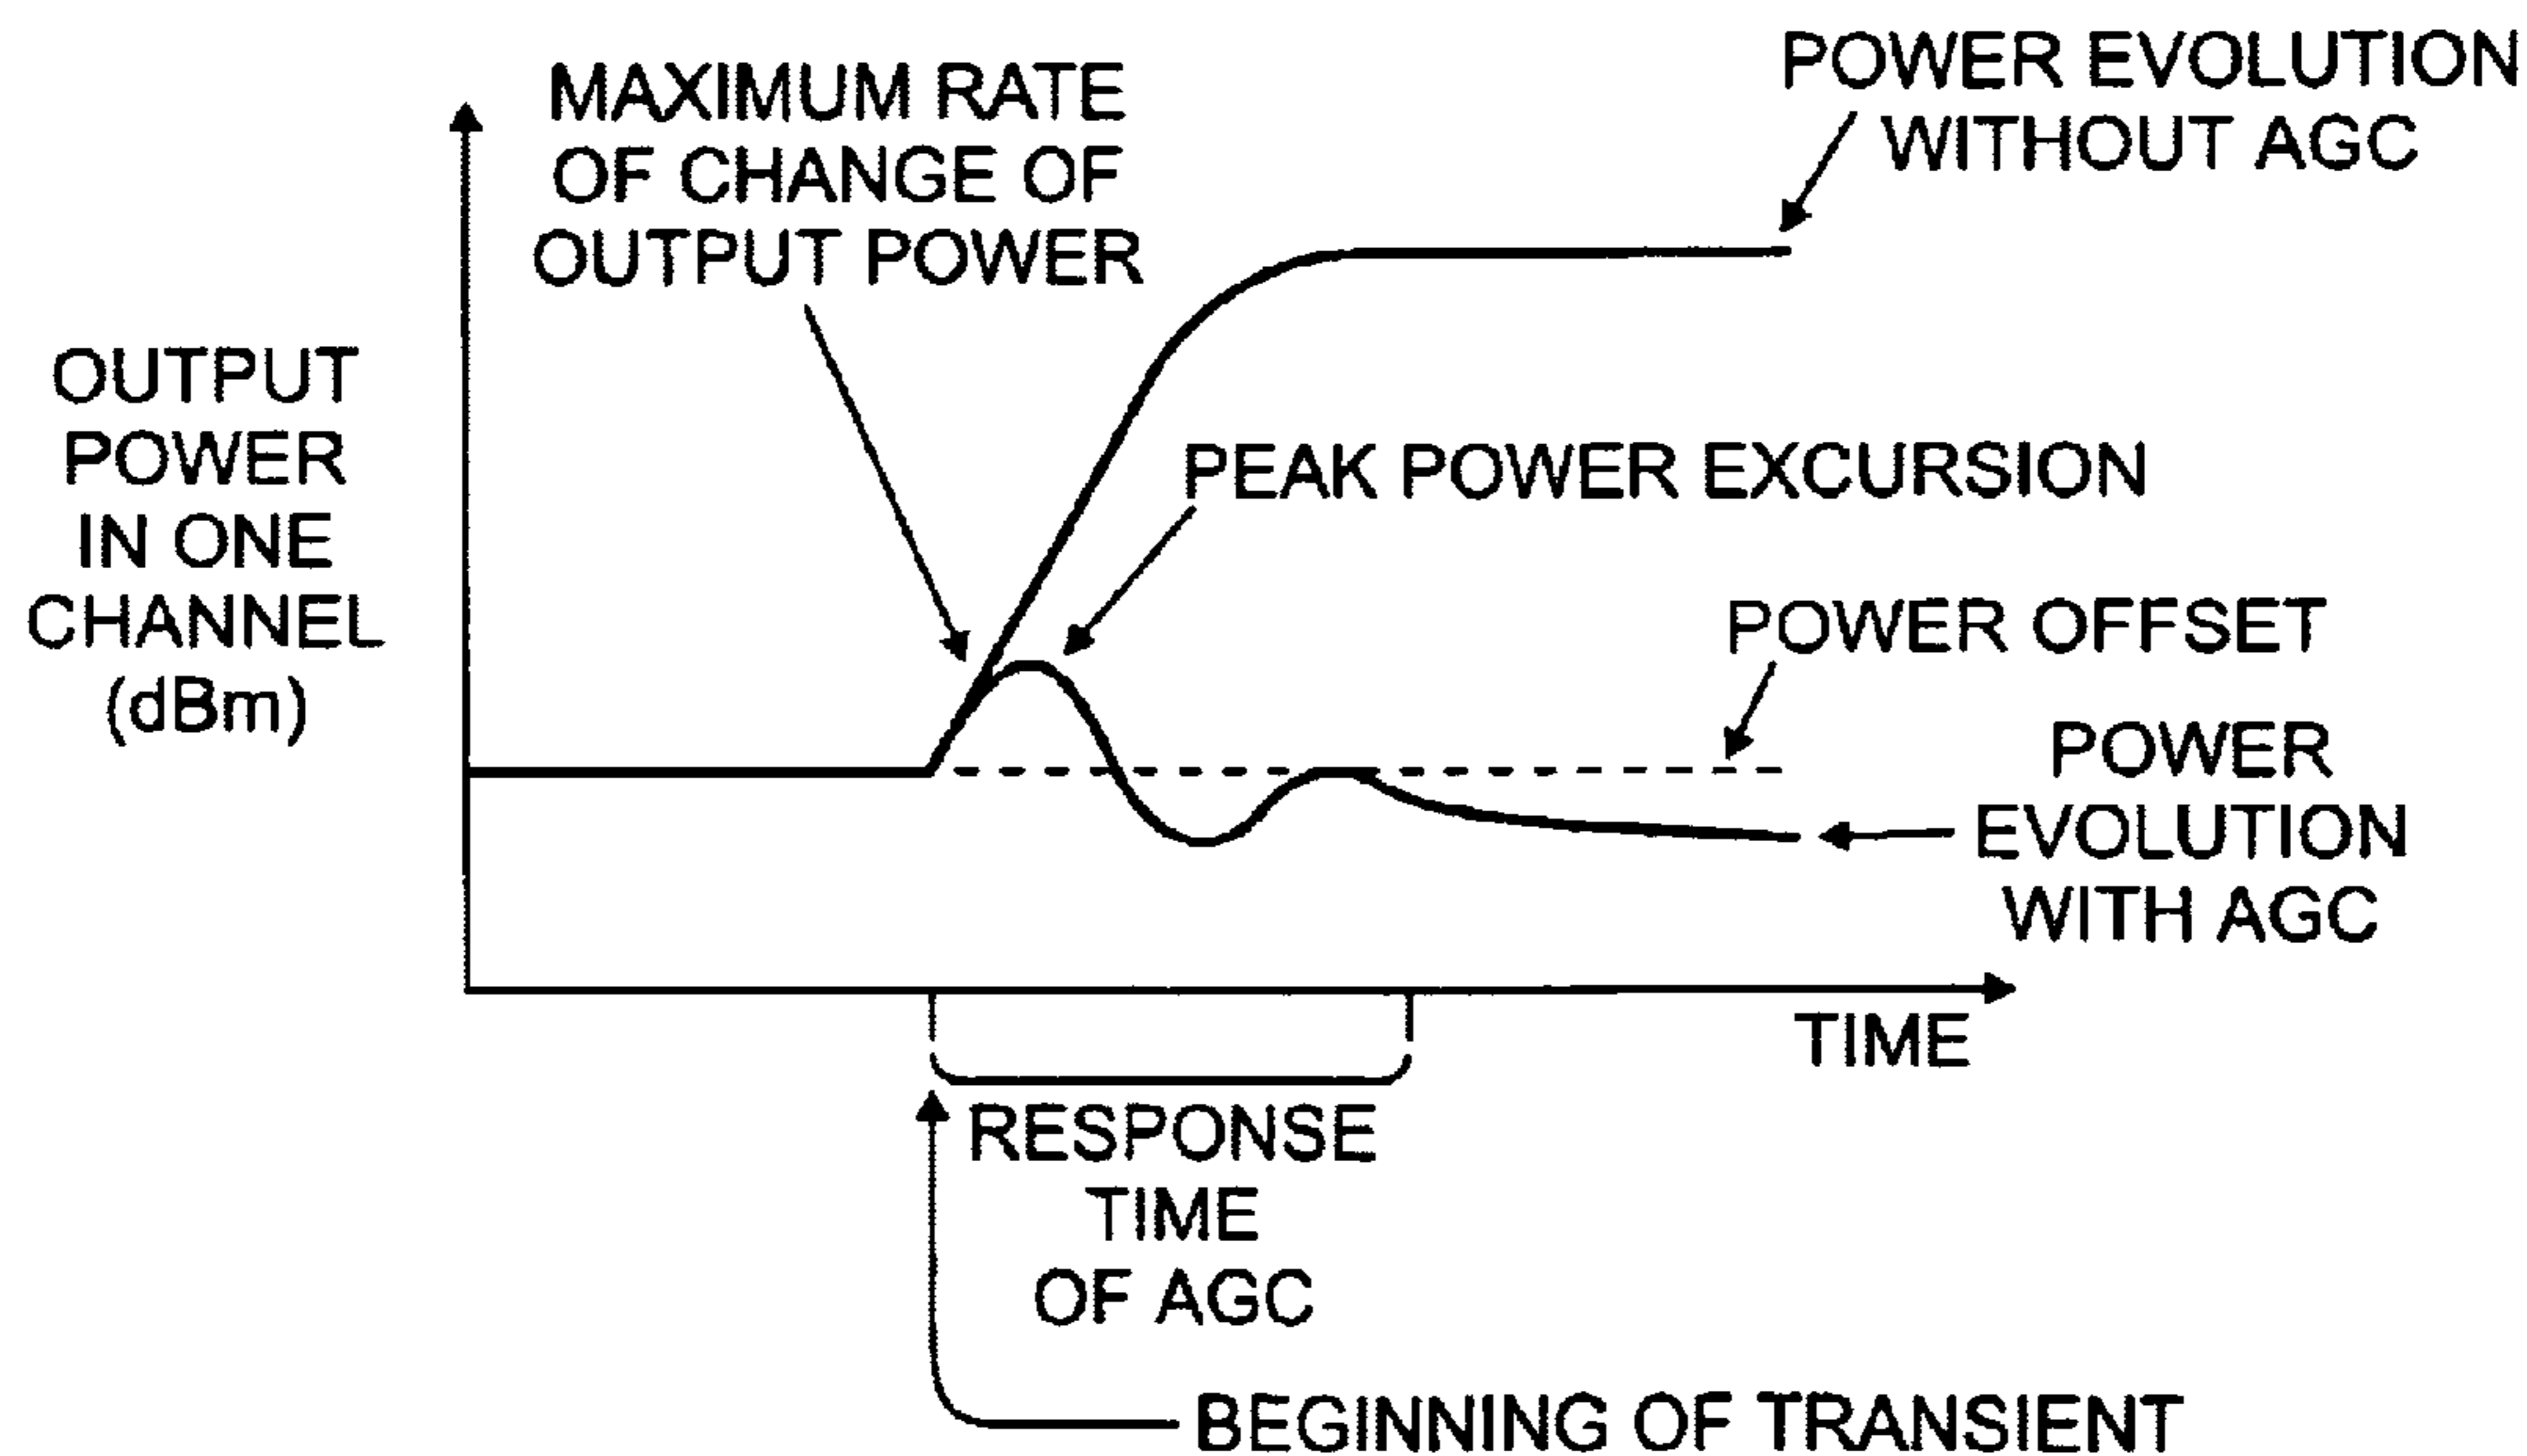 MAXIMUM RATE
OF CHANGE OF
OUTPUT POWER
POWER EVOLUTION
WITHOUT AGC
OUTPUT
POWER
IN ONE
CHANNEL
(dBm)
PEAK POWER EXCURSION
POWER OFFSET
POWER
EVOLUTION
WITH AGC
TIME
RESPONSE
TIME
OF AGC
BEGINNING OF TRANSIENT